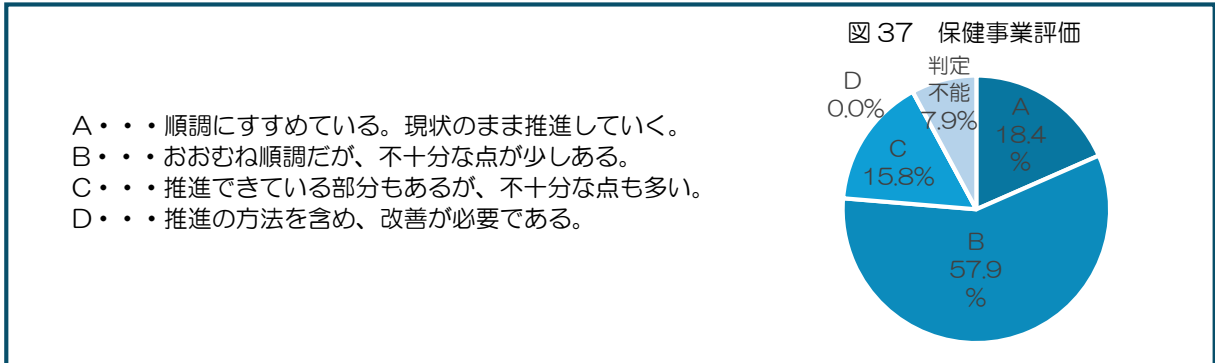 図37 保健事業評価
A・・・順調にすすめている。現状のまま推進していく。
B・・・おおむね順調だが、不十分な点が少しある。
C・・・推進できている部分もあるが、不十分な点も多い。
D・・・推進の方法を含め、改善が必要である。
判定
不能
7.9%
D
0.0%
A
18.4
%
C
15.8%
B
57.9
%